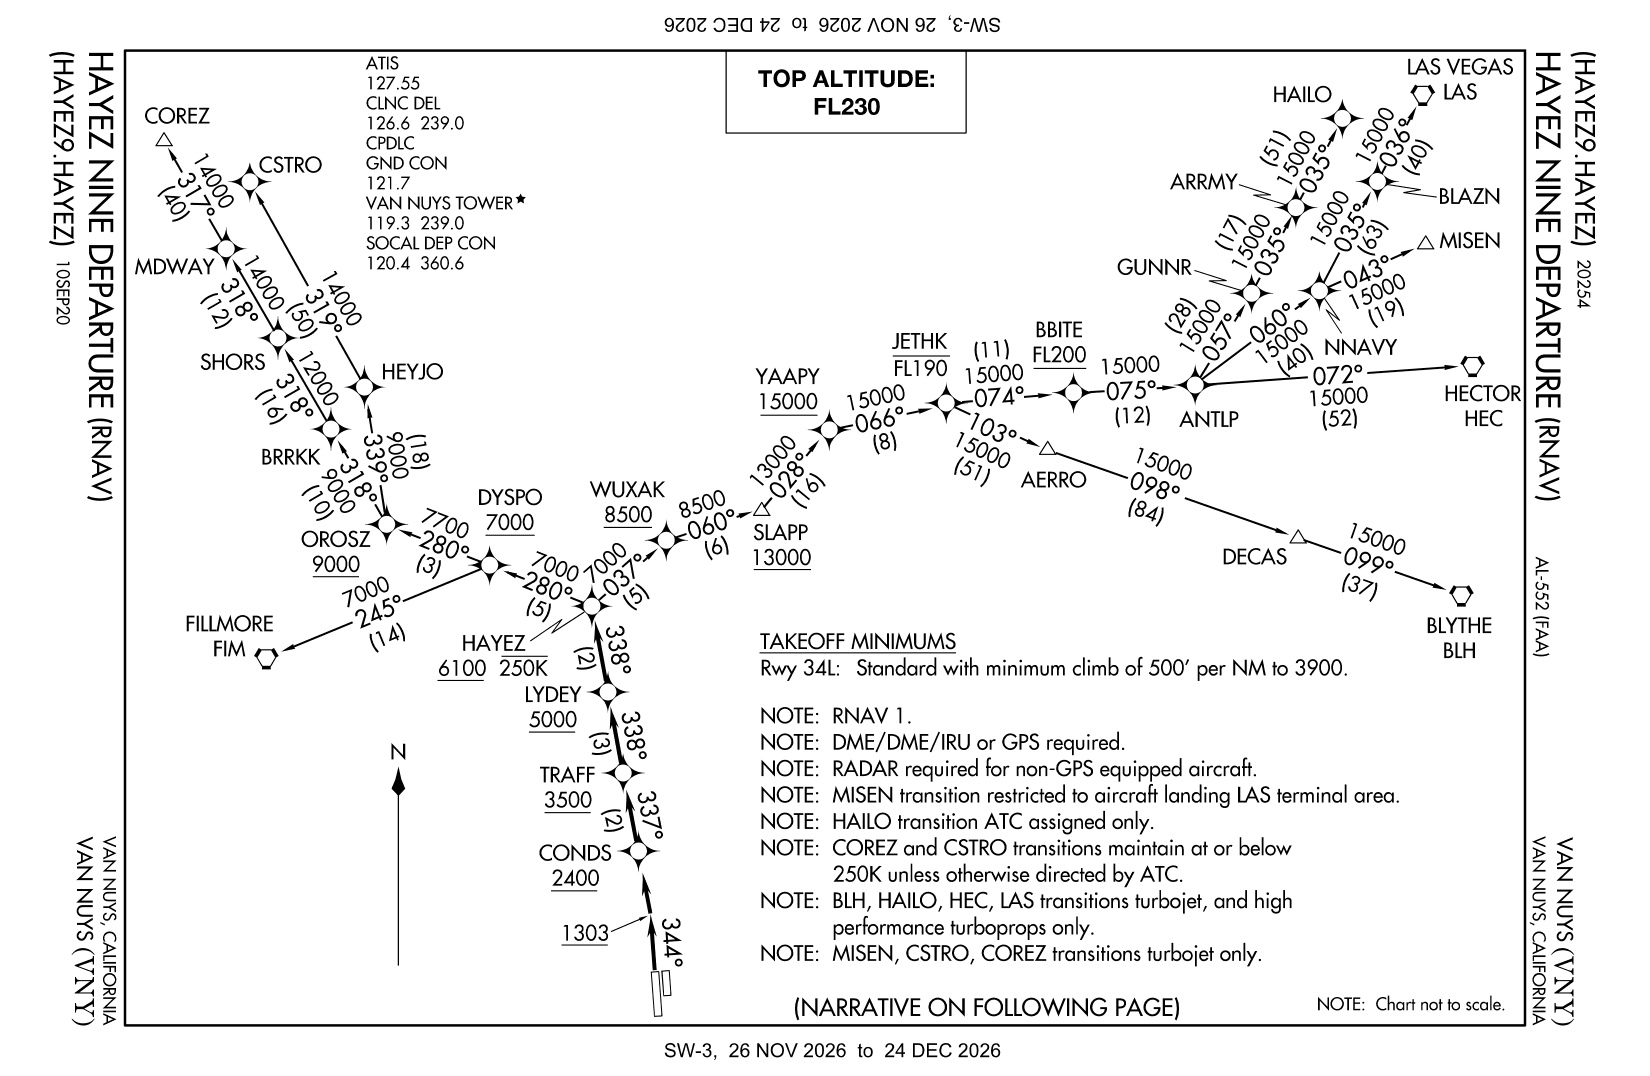 SW-3, 26 NOV 2026 to 24 DEC 2026
(HAYEZ9.HAYEZ) 10SEP20
HAYEZ NINE DEPARTURE (RNAV)
VAN NUYS, CALIFORNIA
VAN NUYS (VNY)
ATIS
127.55
CLNC DEL
126.6 239.0
CPDLC
GND CON
121.7
VAN NUYS TOWER★
119.3 239.0
SOCAL DEP CON
120.4 360.6
TOP ALTITUDE:
FL230
COREZ
14000
317°
(40)
CSTRO
MDWAY
14000
318°
(12)
14000
319°
(50)
SHORS
12000
318°
(16)
HEYJO
BRRKK
9000
318°
(10)
9000
339°
(18)
OROSZ
9000
7700
280°
(3)
DYSPO
7000
7000
280°
(5)
7000
245°
(14)
FILLMORE
FIM
HAYEZ
6100 250K
7000
037°
(5)
WUXAK
8500
8500
060°
(6)
SLAPP
13000
13000
028°
(16)
YAAPY
15000
15000
066°
(8)
JETHK
FL190
(11)
15000
074°
BBITE
FL200
15000
075°
(12)
ANTLP
(28)
15000
057°
GUNNR
(17)
15000
035°
ARRMY
(51)
15000
035°
HAILO
060°
15000
(40)
NNAVY
15000
035°
(63)
BLAZN
15000
036°
(40)
LAS VEGAS
LAS
043°
15000
(19)
MISEN
072°
15000
(52)
HECTOR
HEC
103°
15000
(51)
AERRO
15000
098°
(84)
DECAS
15000
099°
(37)
BLYTHE
BLH
338°
(2)
LYDEY
5000
338°
(3)
TRAFF
3500
337°
(2)
CONDS
2400
1303
344°
N
TAKEOFF MINIMUMS
Rwy 34L: Standard with minimum climb of 500' per NM to 3900.
NOTE: RNAV 1.
NOTE: DME/DME/IRU or GPS required.
NOTE: RADAR required for non-GPS equipped aircraft.
NOTE: MISEN transition restricted to aircraft landing LAS terminal area.
NOTE: HAILO transition ATC assigned only.
NOTE: COREZ and CSTRO transitions maintain at or below
250K unless otherwise directed by ATC.
NOTE: BLH, HAILO, HEC, LAS transitions turbojet, and high
performance turboprops only.
NOTE: MISEN, CSTRO, COREZ transitions turbojet only.
(NARRATIVE ON FOLLOWING PAGE)
NOTE: Chart not to scale.
(HAYEZ9.HAYEZ) 20254
HAYEZ NINE DEPARTURE (RNAV)
AL-552 (FAA)
VAN NUYS (VNY)
VAN NUYS, CALIFORNIA
SW-3, 26 NOV 2026 to 24 DEC 2026